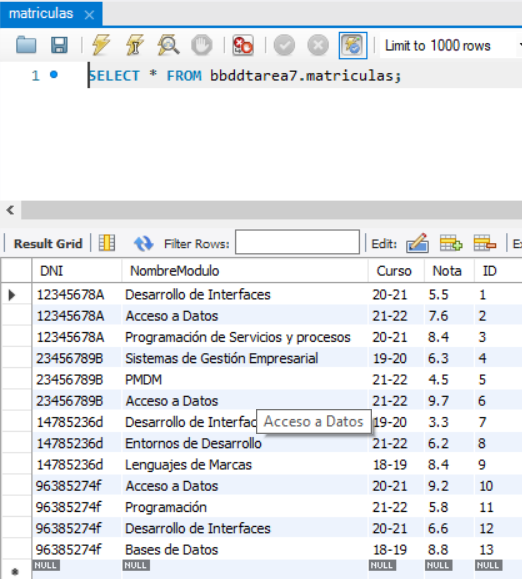 matriculas
Limit to 1000 rows
1 SELECT * FROM bbddtarea7.matriculas;
Result Grid Filter Rows: Edit:
DNI NombreModulo Curso Nota ID
12345678A Desarrollo de Interfaces 20-21 5.5 1
12345678A Acceso a Datos 21-22 7.6 2
12345678A Programación de Servicios y procesos 20-21 8.4 3
23456789B Sistemas de Gestión Empresarial 19-20 6.3 4
23456789B PMDM 21-22 4.5 5
23456789B Acceso a Datos 21-22 9.7 6
14785236d Desarrollo de Interfac Acceso a Datos 19-20 3.3 7
14785236d Entornos de Desarrollo 21-22 6.2 8
14785236d Lenguajes de Marcas 18-19 8.4 9
96385274f Acceso a Datos 20-21 9.2 10
96385274f Programación 21-22 5.8 11
96385274f Desarrollo de Interfaces 20-21 6.6 12
96385274f Bases de Datos 18-19 8.8 13
NULL NULL NULL NULL NULL